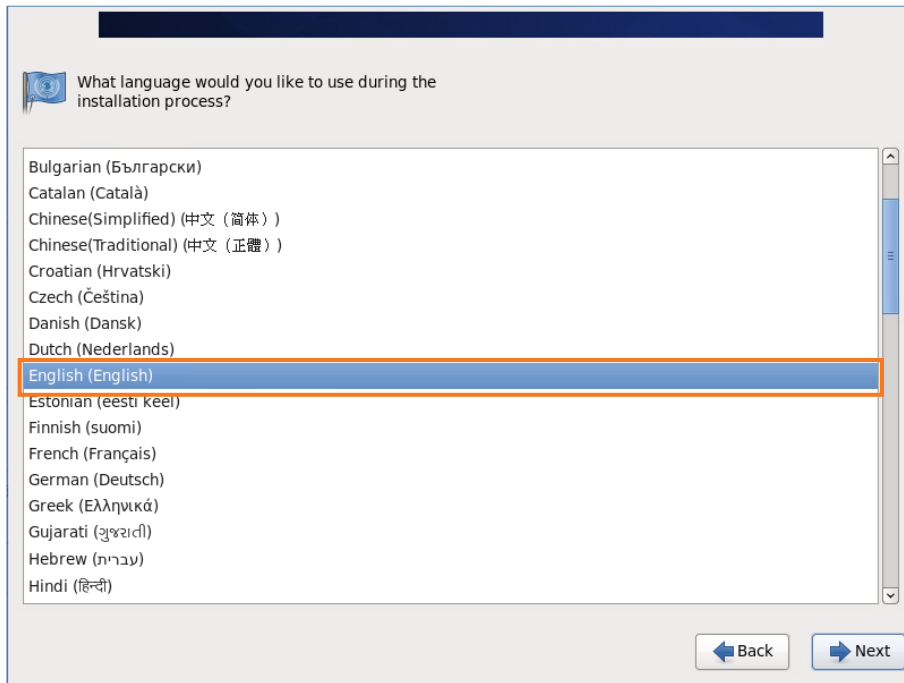 What language would you like to use during the
installation process?
Bulgarian (Български)
Catalan (Català)
Chinese(Simplified) (中文（简体）)
Chinese(Traditional) (中文（正體）)
Croatian (Hrvatski)
Czech (Čeština)
Danish (Dansk)
Dutch (Nederlands)
English (English)
Estonian (eesti keel)
Finnish (suomi)
French (Français)
German (Deutsch)
Greek (Ελληνικά)
Gujarati (ગુજરાતી)
Hebrew (עברית)
Hindi (हिन्दी)
Back
Next